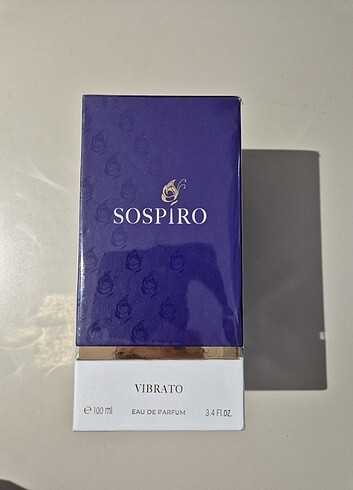 SOSPIRO
VIBRATO
℮ 100 ml EAU DE PARFUM 3.4 Fl.OZ.